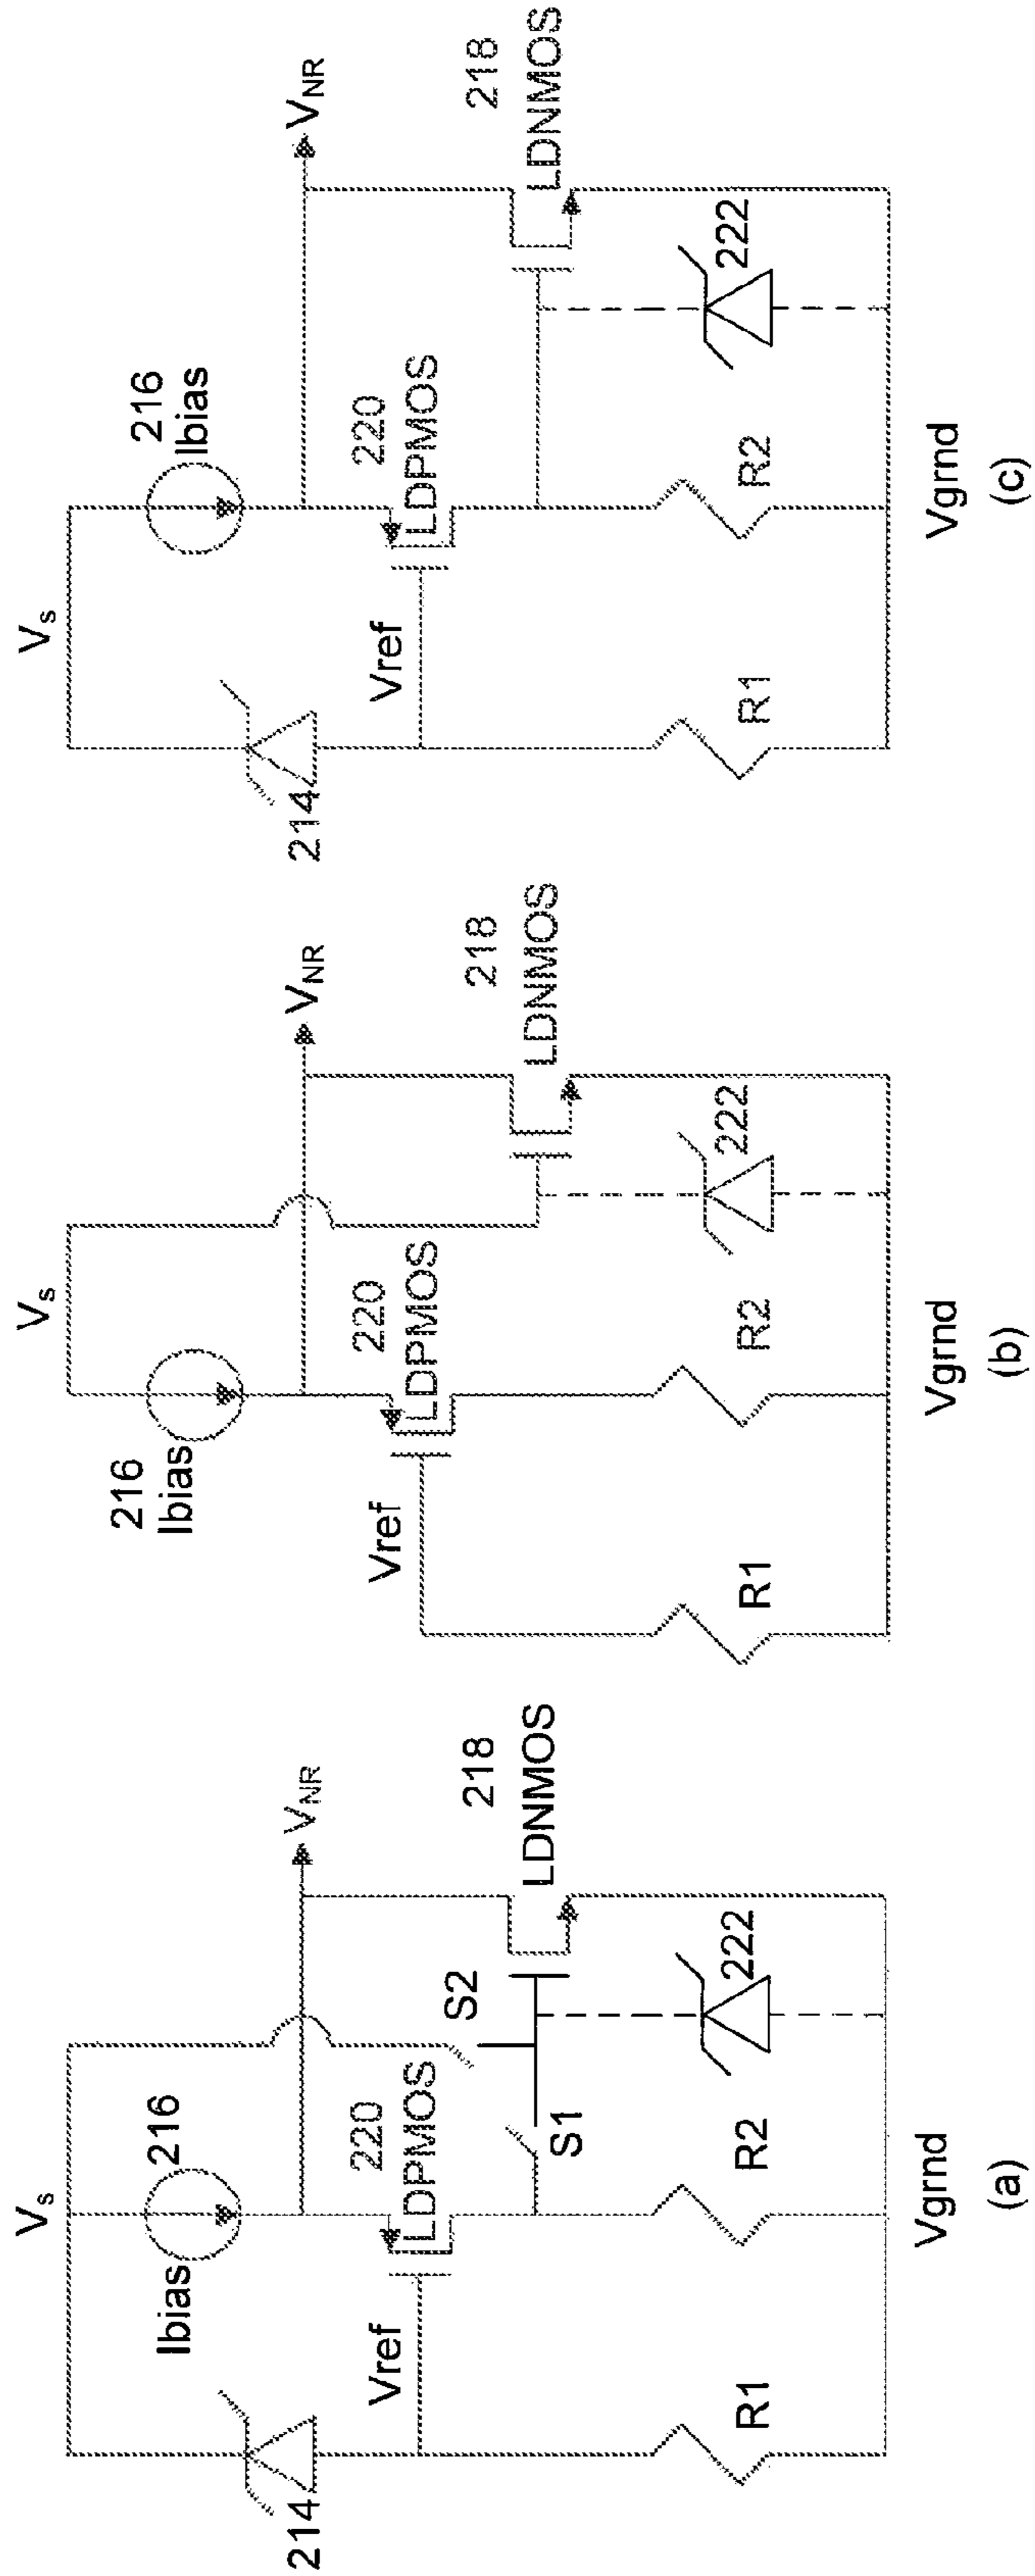 Vs
216
Ibias
214
VNR
220
LDPMOS
Vref
S2
S1
218
LDNMOS
222
R1
R2
Vgrnd
(a)
Vs
216
Ibias
VNR
220
LDPMOS
Vref
218
LDNMOS
222
R1
R2
Vgrnd
(b)
Vs
216
Ibias
214
VNR
220
LDPMOS
Vref
218
LDNMOS
222
R1
R2
Vgrnd
(c)